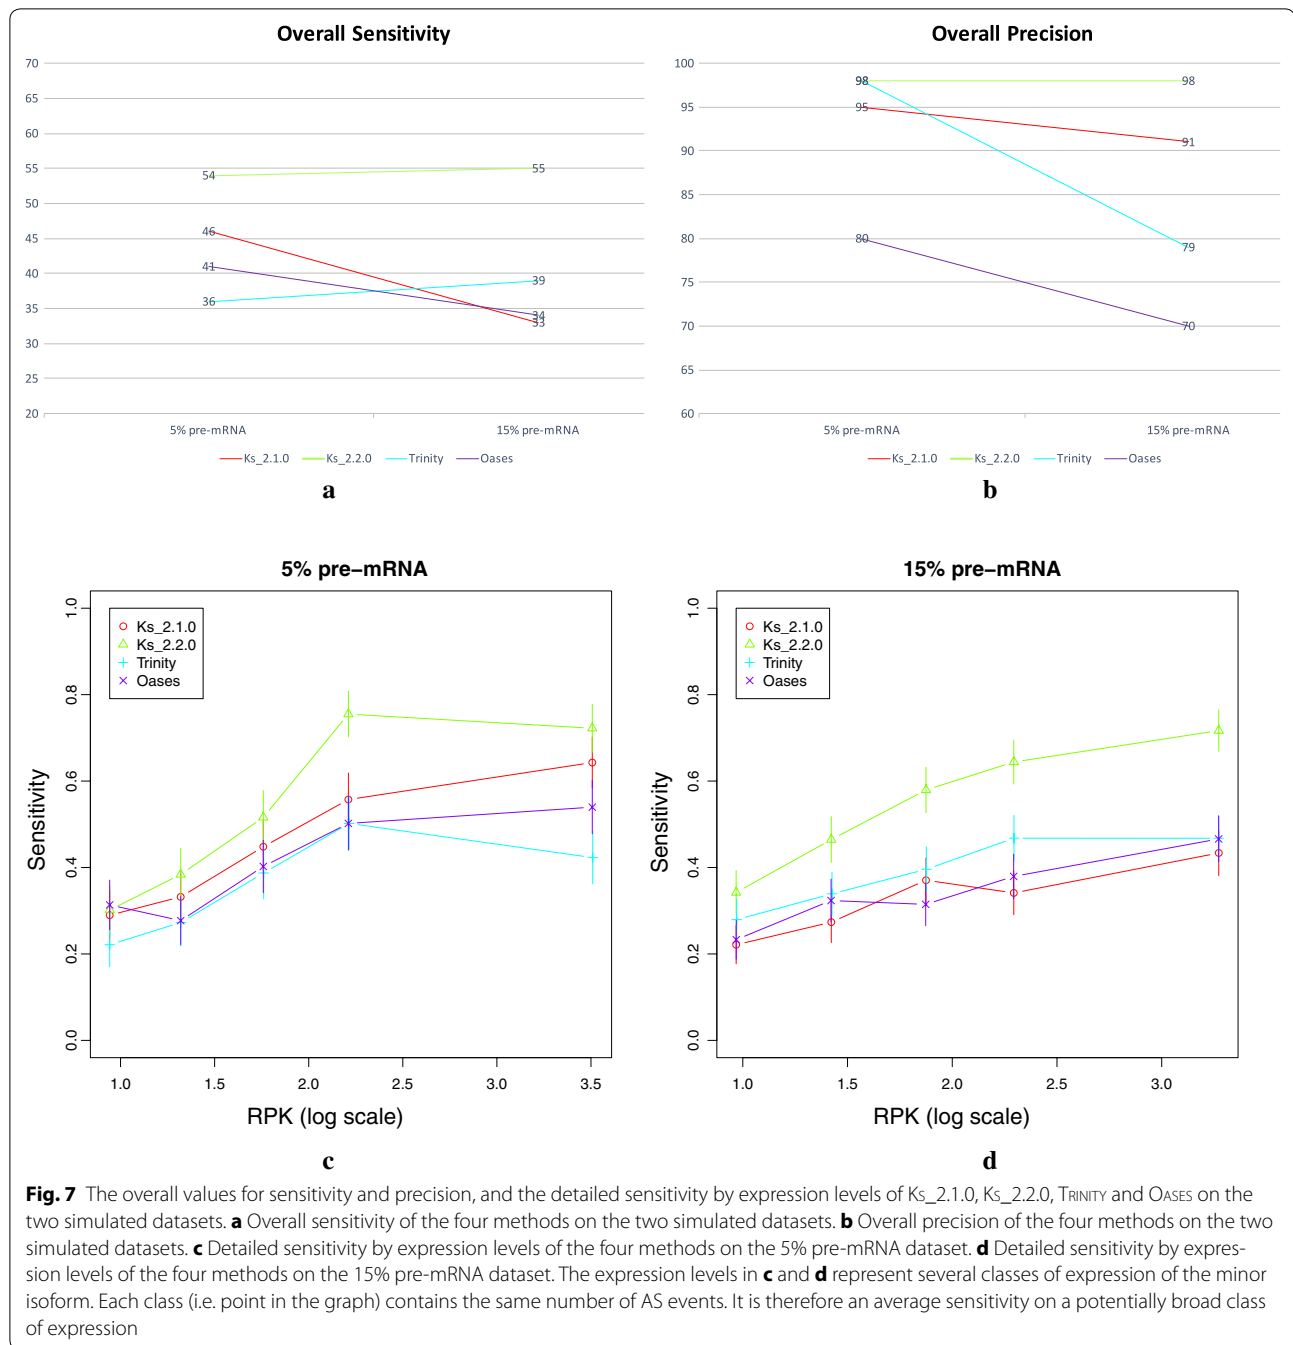 Overall Sensitivity
70
65
60
55
50
45
40
35
30
25
20
54
46
41
36
55
39
34
33
5% pre-mRNA 15% pre-mRNA
Ks_2.1.0 Ks_2.2.0 Trinity Oases
a
Overall Precision
100
95
90
85
80
75
70
65
60
98
95
80
98
91
79
70
5% pre-mRNA 15% pre-mRNA
Ks_2.1.0 Ks_2.2.0 Trinity Oases
b
5% pre−mRNA
Ks_2.1.0
Ks_2.2.0
Trinity
Oases
Sensitivity
1.0
0.8
0.6
0.4
0.2
0.0
1.0 1.5 2.0 2.5 3.0 3.5
RPK (log scale)
c
15% pre−mRNA
Ks_2.1.0
Ks_2.2.0
Trinity
Oases
Sensitivity
1.0
0.8
0.6
0.4
0.2
0.0
1.0 1.5 2.0 2.5 3.0
RPK (log scale)
d
Fig. 7 The overall values for sensitivity and precision, and the detailed sensitivity by expression levels of Ks_2.1.0, Ks_2.2.0, Trinity and Oases on the
two simulated datasets. a Overall sensitivity of the four methods on the two simulated datasets. b Overall precision of the four methods on the two
simulated datasets. c Detailed sensitivity by expression levels of the four methods on the 5% pre-mRNA dataset. d Detailed sensitivity by expres-
sion levels of the four methods on the 15% pre-mRNA dataset. The expression levels in c and d represent several classes of expression of the minor
isoform. Each class (i.e. point in the graph) contains the same number of AS events. It is therefore an average sensitivity on a potentially broad class
of expression